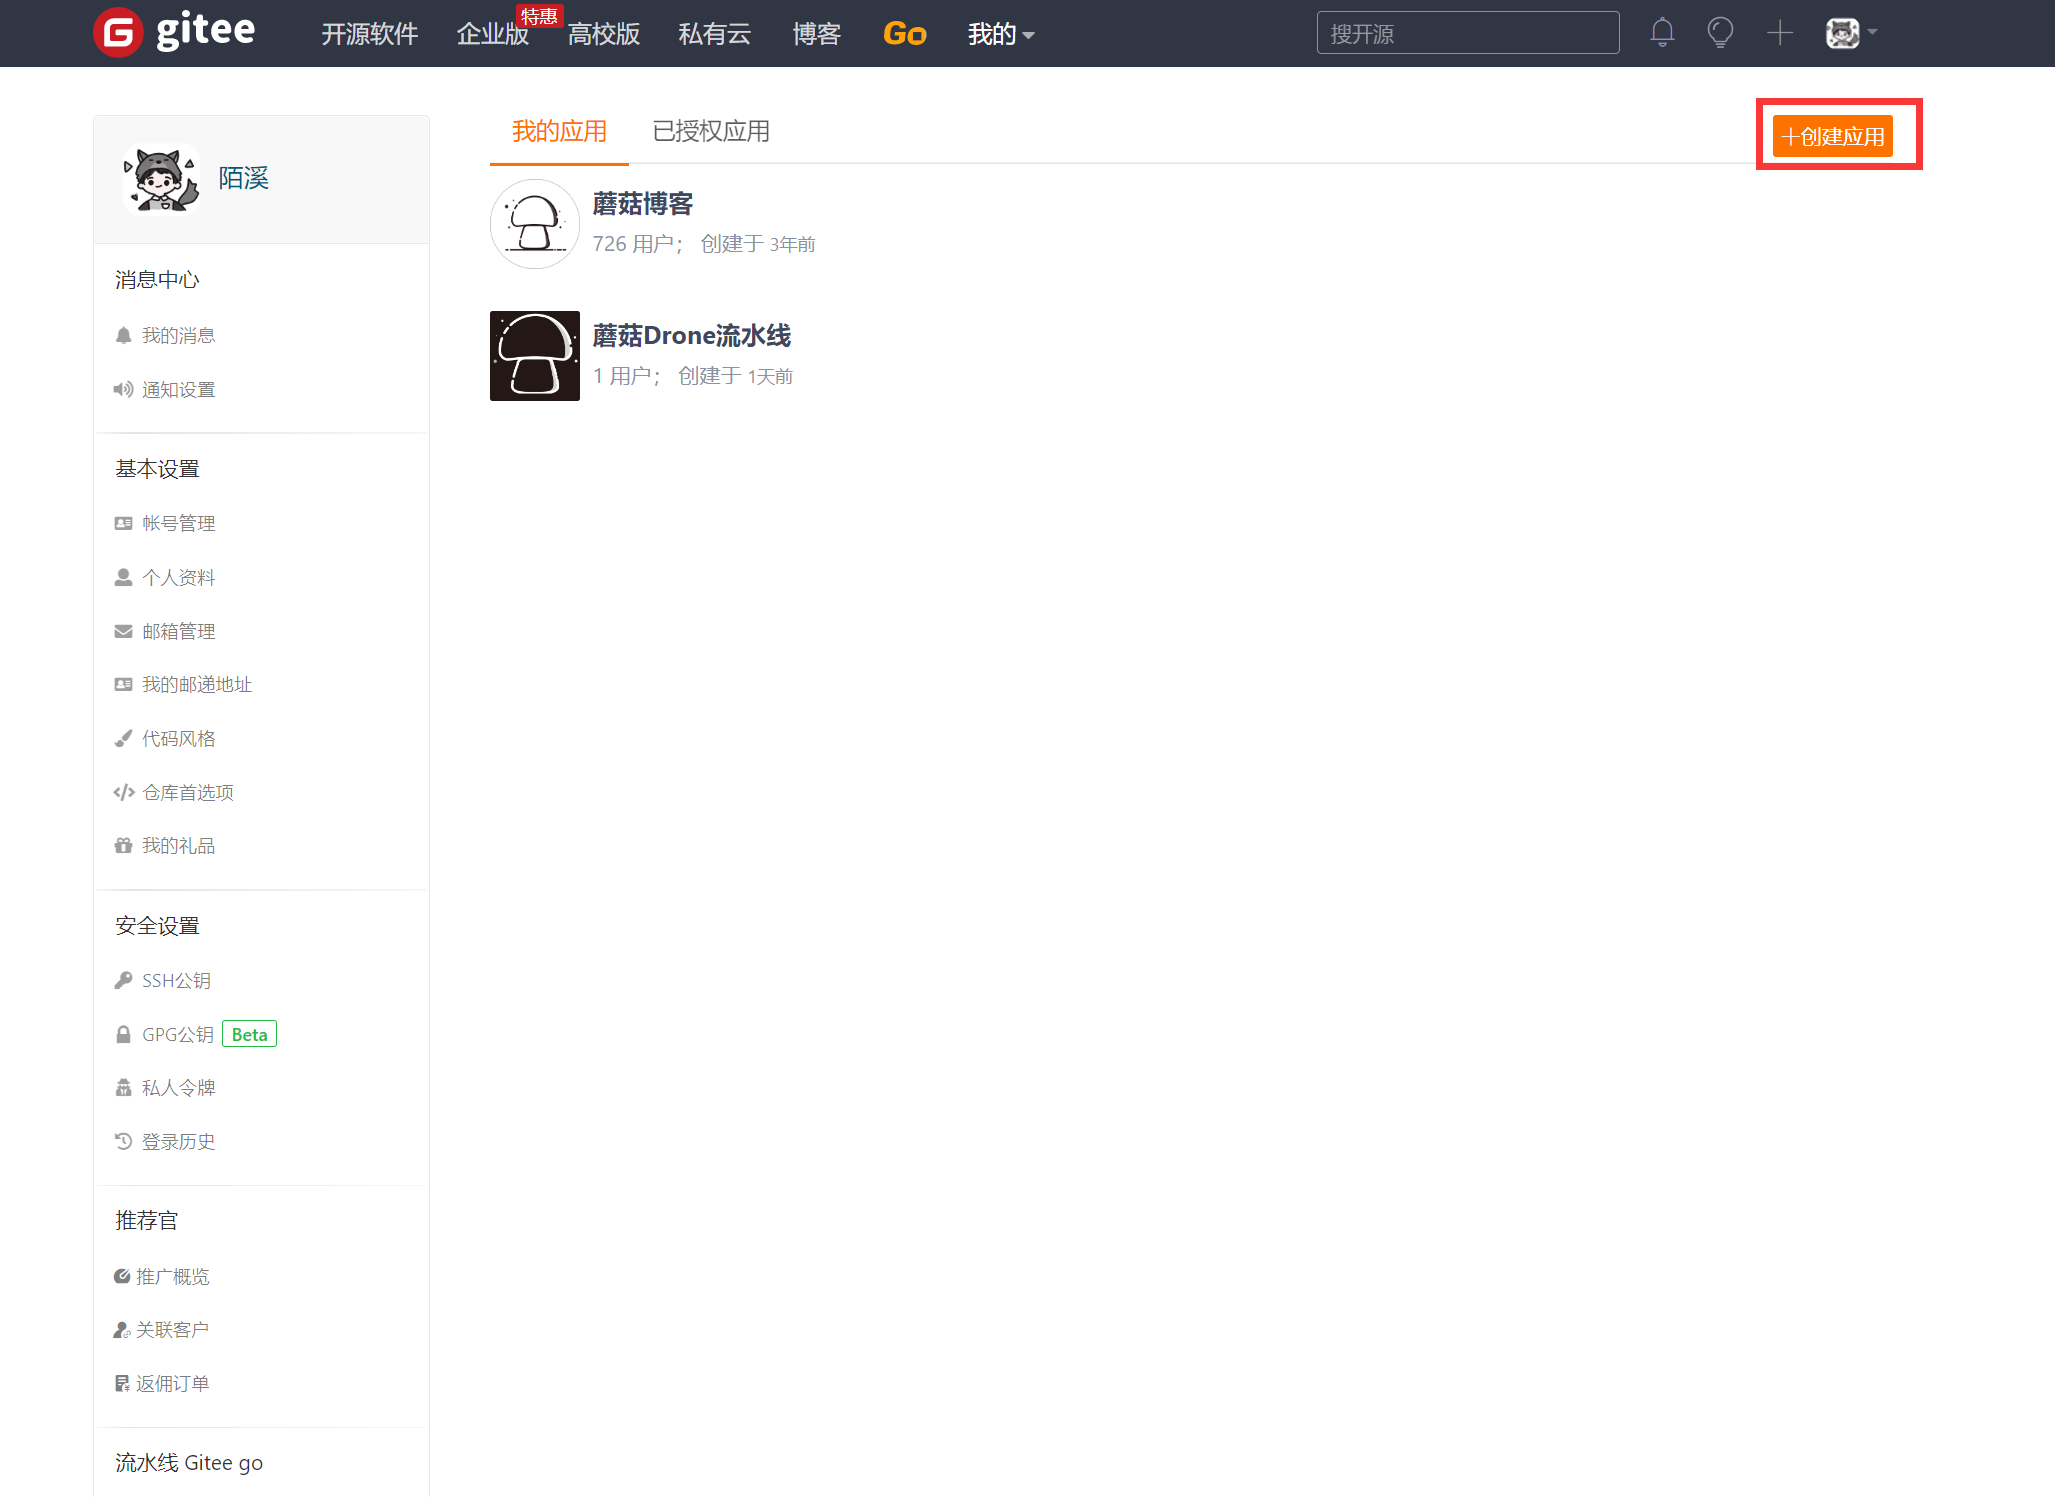 gitee
开源软件
企业版
特惠
高校版
私有云
博客
Go
我的
搜开源
陌溪
消息中心
我的消息
通知设置
基本设置
帐号管理
个人资料
邮箱管理
我的邮递地址
代码风格
仓库首选项
我的礼品
安全设置
SSH公钥
GPG公钥 Beta
私人令牌
登录历史
推荐官
推广概览
关联客户
返佣订单
流水线 Gitee go
我的应用
已授权应用
十创建应用
蘑菇博客
726 用户； 创建于 3年前
蘑菇Drone流水线
1 用户； 创建于 1天前